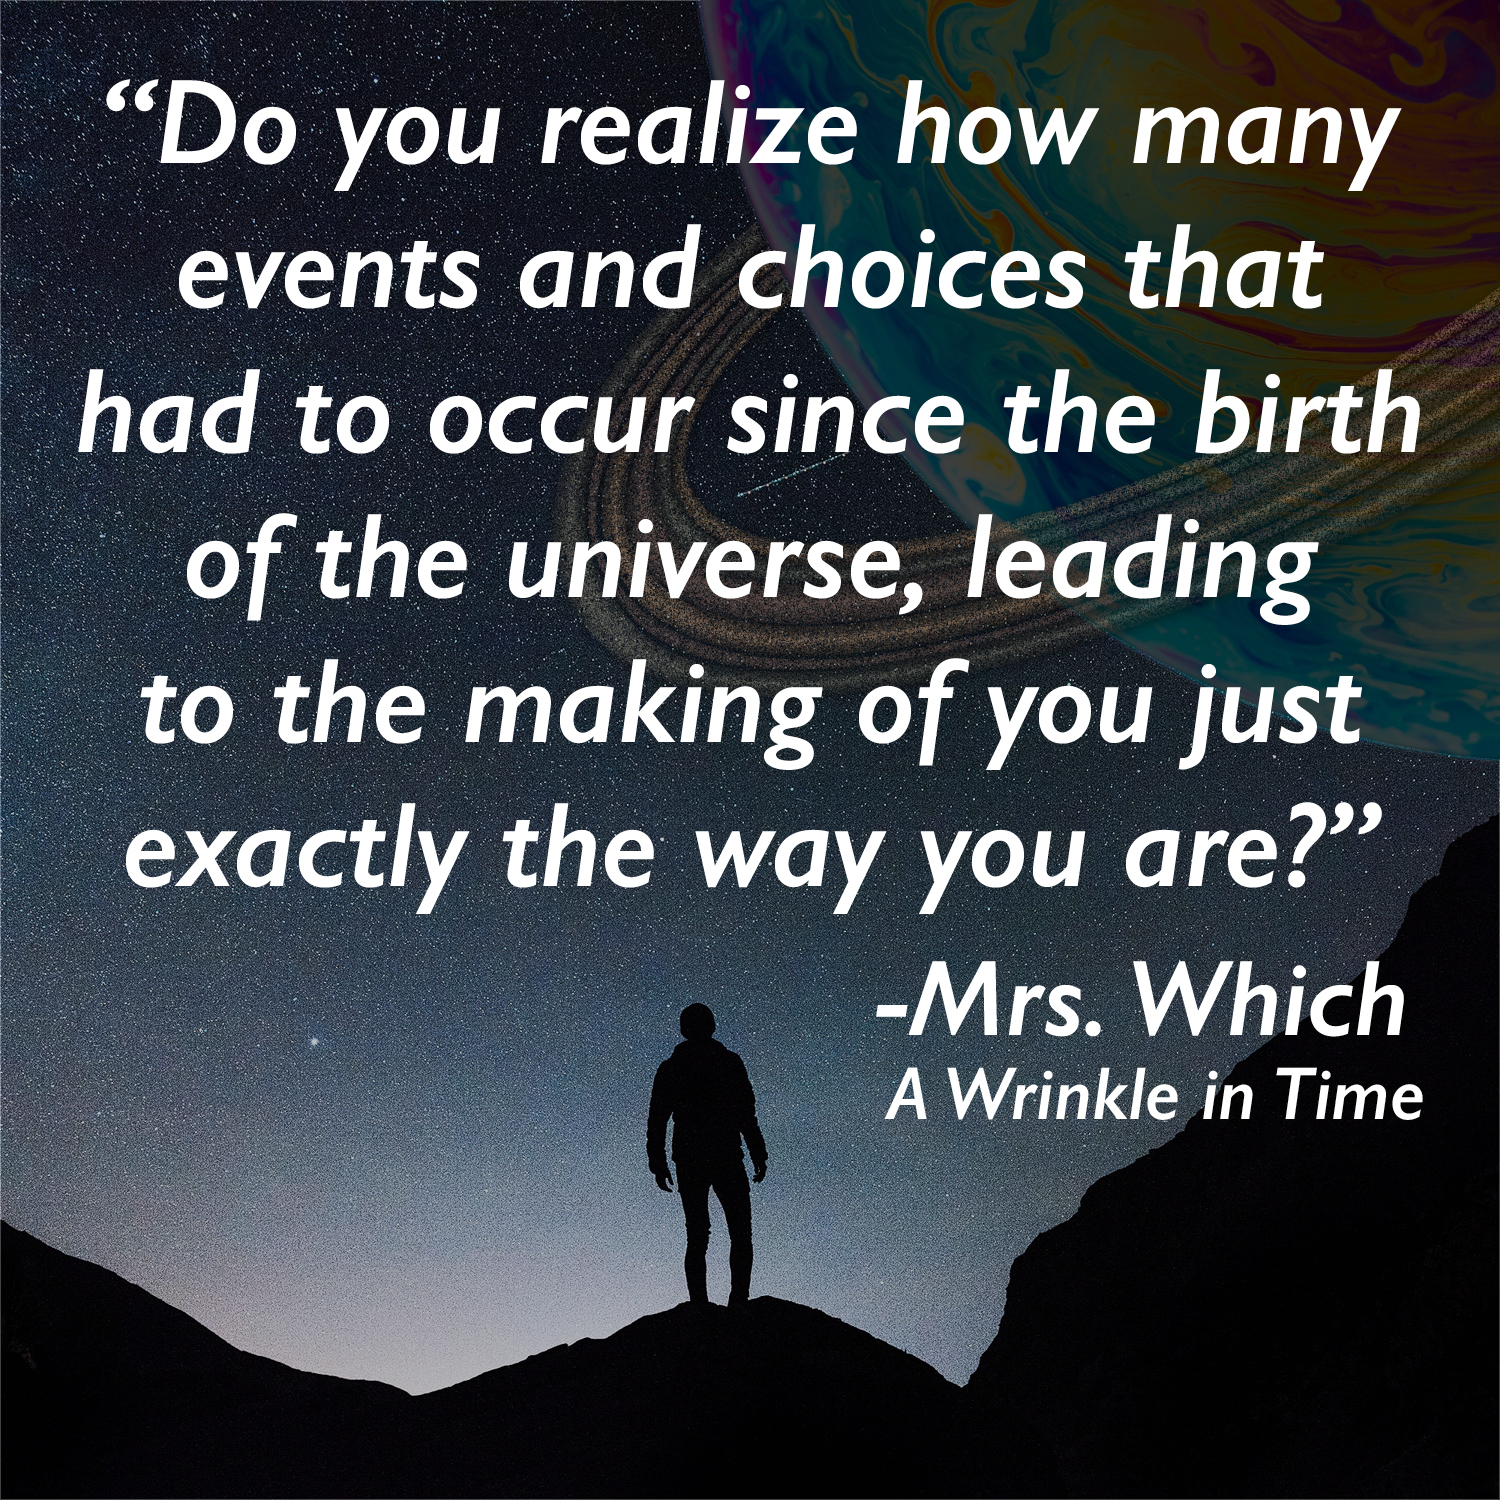 “Do you realize how many
events and choices that
had to occur since the birth
of the universe, leading
to the making of you just
exactly the way you are?”
-Mrs. Which
A Wrinkle in Time